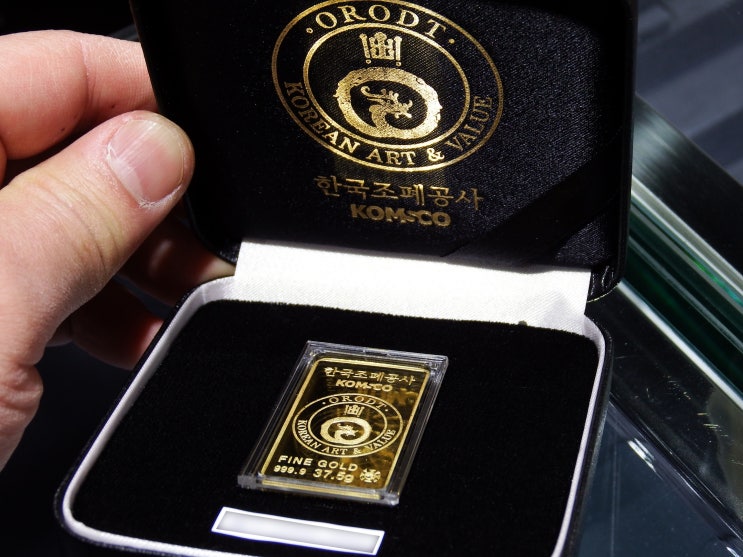 ·ORODT·
KOREAN ART & VALUE
한국조폐공사
KOMSCO
한국조폐공사
KOMSCO
·ORODT·
KOREAN ART & VALUE
FINE GOLD
999.9 37.5g